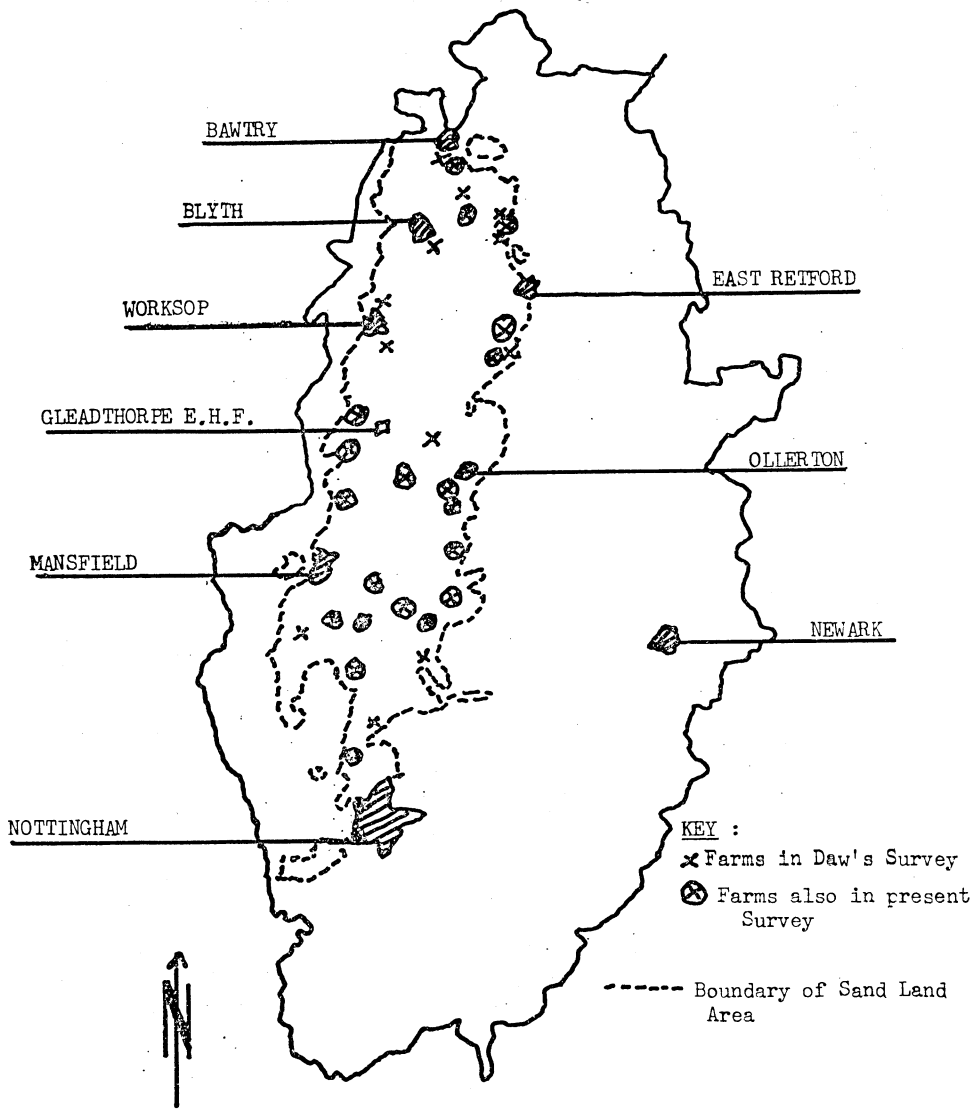 BAWTRY
BLYTH
EAST RETFORD
WORKSOP
GLEADTHORPE E.H.F.
OLLERTON
MANSFIELD
NEWARK
NOTTINGHAM
KEY :
Farms in Daw's Survey
Farms also in present
Survey
Boundary of Sand Land
Area
N